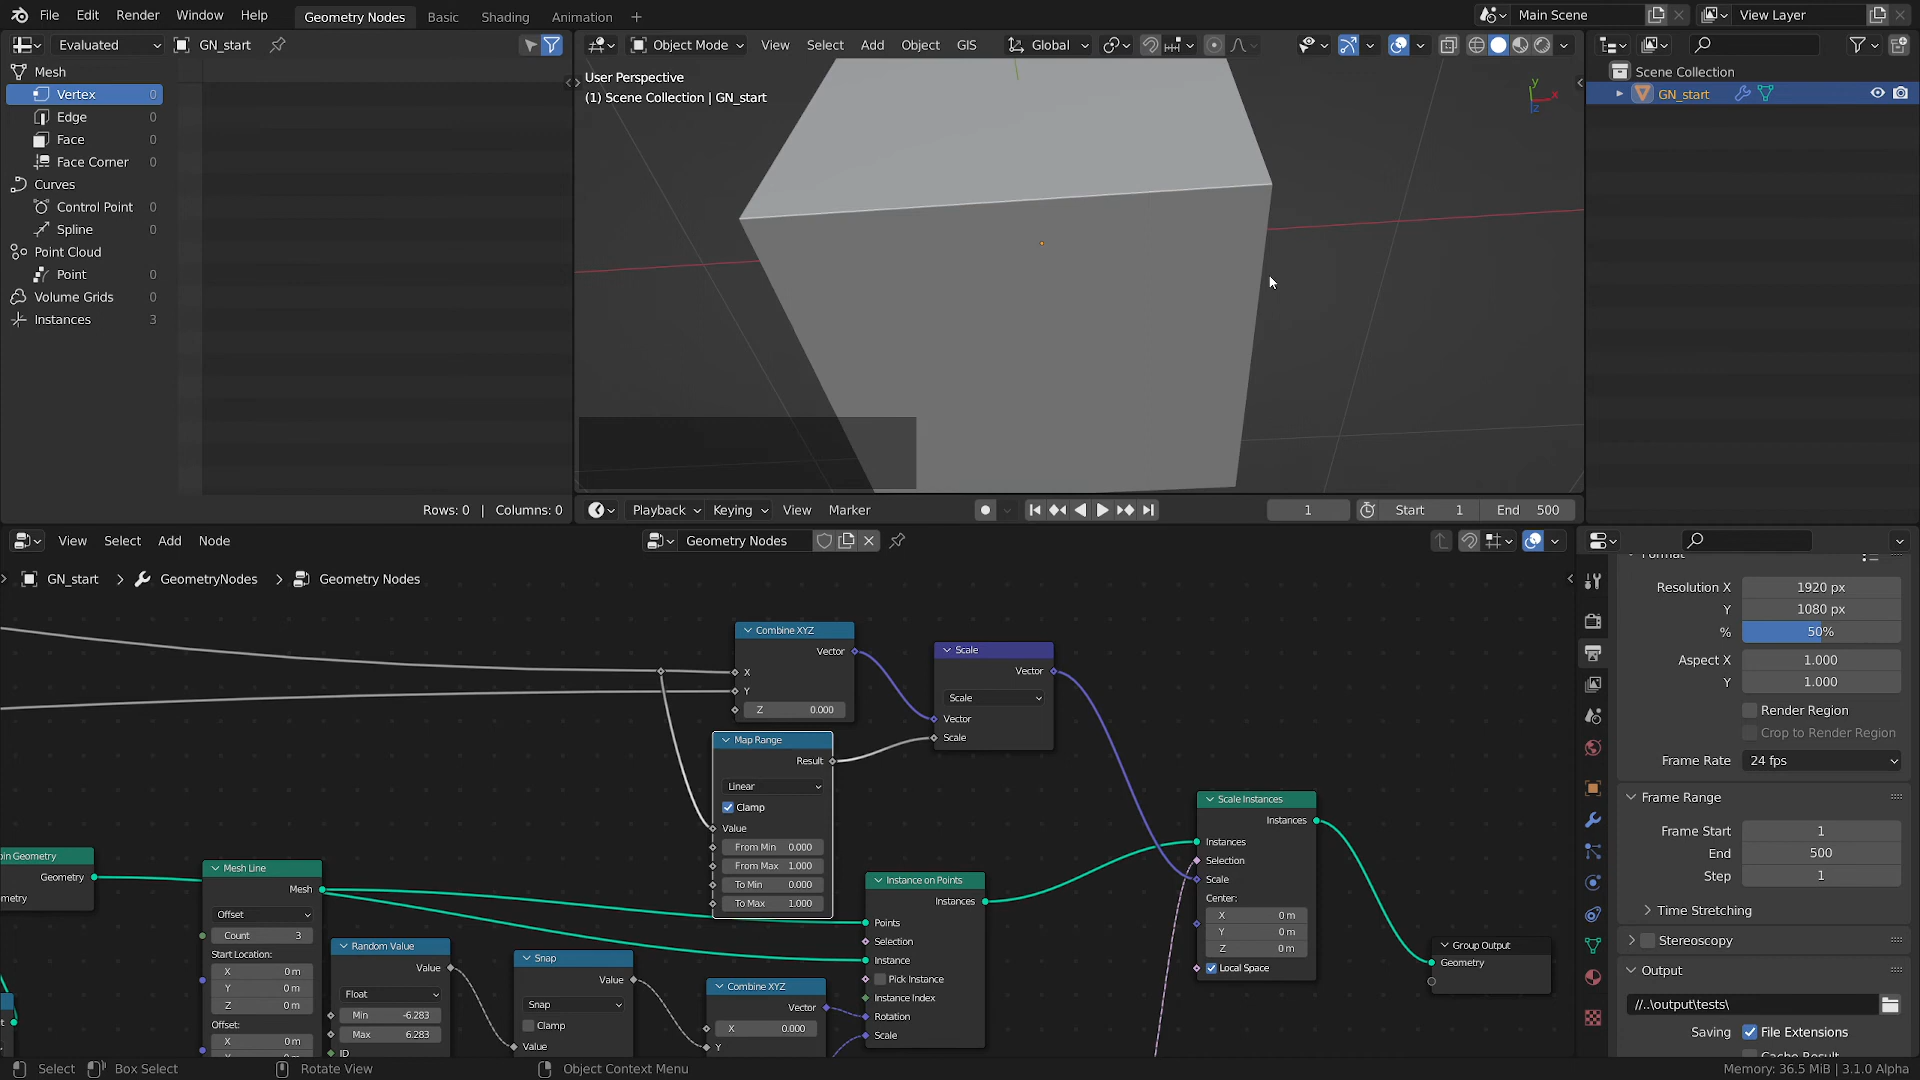 File Edit Render Window Help Geometry Nodes Basic Shading Animation + Main Scene View Layer
Evaluated GN_start Object Mode View Select Add Object GIS Global
Mesh
Vertex 0
Edge 0
Face 0
Face Corner 0
Curves
Control Point 0
Spline 0
Point Cloud
Point 0
Volume Grids 0
Instances 3
Rows: 0 | Columns: 0
User Perspective
(1) Scene Collection | GN_start
Y
X
Z
Scene Collection
GN_start
Playback Keying View Marker 1 Start 1 End 500
View Select Add Node Geometry Nodes
GN_start > GeometryNodes > Geometry Nodes
Combine XYZ
Vector
X
Y
Z 0.000
Scale
Vector
Scale
Vector
Scale
Map Range
Result
Linear
Clamp
Value
From Min 0.000
From Max 1.000
To Min 0.000
To Max 1.000
Scale Instances
Instances
Instances
Selection
Scale
Center:
X 0 m
Y 0 m
Z 0 m
Local Space
oin Geometry
Geometry
metry
Mesh Line
Mesh
Offset
Count 3
Start Location:
X 0 m
Y 0 m
Z 0 m
Offset:
X 0 m
Random Value
Value
Float
Min -6.283
Max 6.283
ID
Snap
Value
Snap
Clamp
Value
Combine XYZ
Vector
X 0.000
Y
Instance on Points
Instances
Points
Selection
Instance
Pick Instance
Instance Index
Rotation
Scale
Group Output
Geometry
Format
Resolution X 1920 px
Y 1080 px
% 50%
Aspect X 1.000
Y 1.000
Render Region
Crop to Render Region
Frame Rate 24 fps
Frame Range
Frame Start 1
End 500
Step 1
Time Stretching
Stereoscopy
Output
//..\output\tests\
Saving File Extensions
Cache Result
Select Box Select Rotate View Object Context Menu Memory: 36.5 MiB | 3.1.0 Alpha